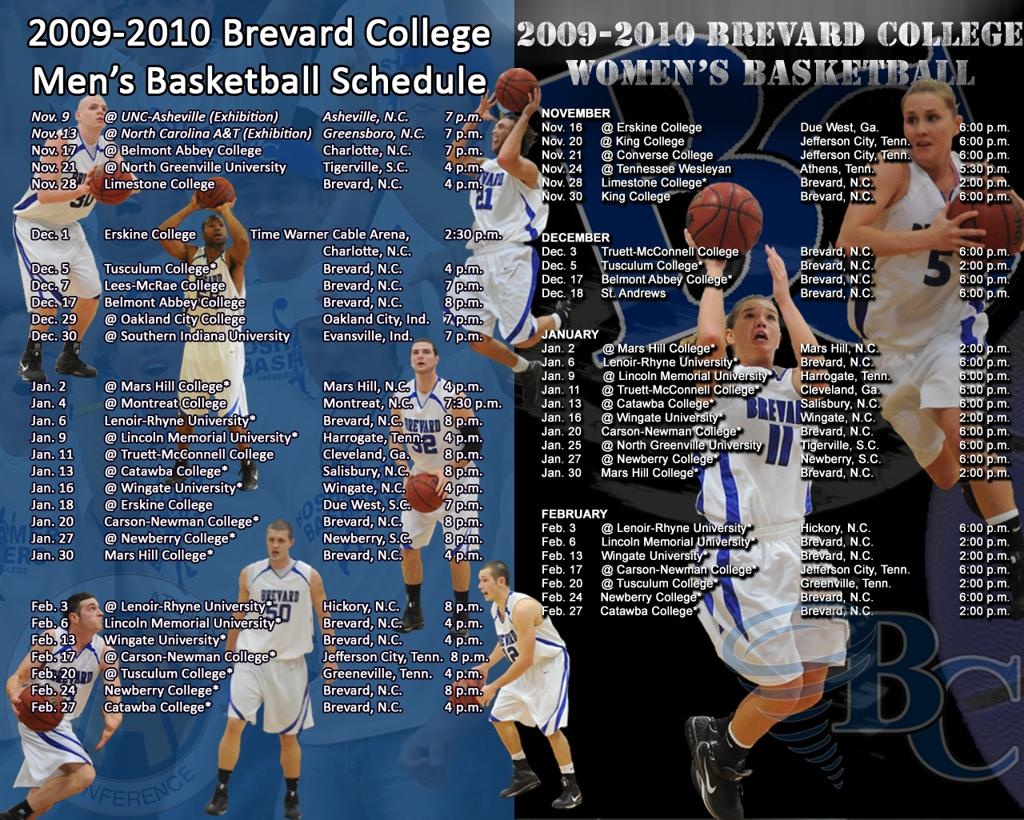 2009-2010 Brevard College
Men's Basketball Schedule
Nov. 9 @ UNC-Asheville (Exhibition) Asheville, N.C. 7 p.m.
Nov. 13 @ North Carolina A&T (Exhibition) Greensboro, N.C. 7 p.m.
Nov. 17 @ Belmont Abbey College Charlotte, N.C. 7 p.m.
Nov. 21 @ North Greenville University Tigerville, S.C. 4 p.m.
Nov. 28 Limestone College Brevard, N.C. 4 p.m.
Dec. 1 Erskine College Time Warner Cable Arena, 2:30 p.m.
Charlotte, N.C.
Dec. 5 Tusculum College* Brevard, N.C. 4 p.m.
Dec. 7 Lees-McRae College Brevard, N.C. 7 p.m.
Dec. 17 Belmont Abbey College Brevard, N.C. 8 p.m.
Dec. 29 @ Oakland City College Oakland City, Ind. 7 p.m.
Dec. 30 @ Southern Indiana University Evansville, Ind. 7 p.m.
Jan. 2 @ Mars Hill College* Mars Hill, N.C. 4 p.m.
Jan. 4 @ Montreat College Montreat, N.C. 7:30 p.m.
Jan. 6 Lenoir-Rhyne University* Brevard, N.C. 8 p.m.
Jan. 9 @ Lincoln Memorial University* Harrogate, Tenn. 4 p.m.
Jan. 11 @ Truett-McConnell College Cleveland, Ga. 8 p.m.
Jan. 13 @ Catawba College* Salisbury, N.C. 8 p.m.
Jan. 16 @ Wingate University* Wingate, N.C. 4 p.m.
Jan. 18 @ Erskine College Due West, S.C. 7 p.m.
Jan. 20 Carson-Newman College* Brevard, N.C. 8 p.m.
Jan. 27 @ Newberry College* Newberry, S.C. 8 p.m.
Jan. 30 Mars Hill College* Brevard, N.C. 4 p.m.
Feb. 3 @ Lenoir-Rhyne University* Hickory, N.C. 8 p.m.
Feb. 6 Lincoln Memorial University* Brevard, N.C. 4 p.m.
Feb. 13 Wingate University* Brevard, N.C. 4 p.m.
Feb. 17 @ Carson-Newman College* Jefferson City, Tenn. 8 p.m.
Feb. 20 @ Tusculum College* Greeneville, Tenn. 4 p.m.
Feb. 24 Newberry College* Brevard, N.C. 8 p.m.
Feb. 27 Catawba College* Brevard, N.C. 4 p.m.
21
32
BREVARD
50
NFERENCE
2009-2010 BREVARD COLLEGE
WOMEN'S BASKETBALL
NOVEMBER
Nov. 16 @ Erskine College Due West, Ga. 6:00 p.m.
Nov. 20 @ King College Jefferson City, Tenn. 6:00 p.m.
Nov. 21 @ Converse College Jefferson City, Tenn. 6:00 p.m.
Nov. 24 @ Tennessee Wesleyan Athens, Tenn. 5:30 p.m.
Nov. 28 Limestone College* Brevard, N.C. 2:00 p.m.
Nov. 30 King College Brevard, N.C. 6:00 p.m.
DECEMBER
Dec. 3 Truett-McConnell College Brevard, N.C. 6:00 p.m.
Dec. 5 Tusculum College* Brevard, N.C. 2:00 p.m.
Dec. 17 Belmont Abbey College* Brevard, N.C. 6:00 p.m.
Dec. 18 St. Andrews Brevard, N.C. 6:00 p.m.
JANUARY
Jan. 2 @ Mars Hill College* Mars Hill, N.C. 2:00 p.m.
Jan. 6 Lenoir-Rhyne University* Brevard, N.C. 6:00 p.m.
Jan. 9 @ Lincoln Memorial University* Harrogate, Tenn. 6:00 p.m.
Jan. 11 @ Truett-McConnell College* Cleveland, Ga. 6:00 p.m.
Jan. 13 @ Catawba College* Salisbury, N.C. 6:00 p.m.
Jan. 16 @ Wingate University* Wingate, N.C. 2:00 p.m.
Jan. 20 Carson-Newman College* Brevard, N.C. 6:00 p.m.
Jan. 25 @ North Greenville University Tigerville, S.C. 6:00 p.m.
Jan. 27 @ Newberry College* Newberry, S.C. 6:00 p.m.
Jan. 30 Mars Hill College* Brevard, N.C. 2:00 p.m.
FEBRUARY
Feb. 3 @ Lenoir-Rhyne University* Hickory, N.C. 6:00 p.m.
Feb. 6 Lincoln Memorial University* Brevard, N.C. 2:00 p.m.
Feb. 13 Wingate University* Brevard, N.C. 2:00 p.m.
Feb. 17 @ Carson-Newman College* Jefferson City, Tenn. 6:00 p.m.
Feb. 20 @ Tusculum College* Greenville, Tenn. 2:00 p.m.
Feb. 24 Newberry College* Brevard, N.C. 6:00 p.m.
Feb. 27 Catawba College* Brevard, N.C. 2:00 p.m.
5
BREVARD
11
BC